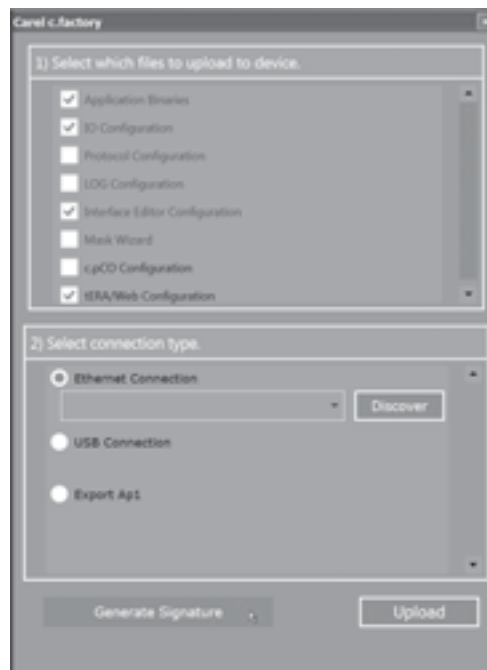 Carel c.factory
1) Select which files to upload to device.
Application Binaries
IO Configuration
Protocol Configuration
LOG Configuration
Interface Editor Configuration
Mask Wizard
c.pCO Configuration
tERA/Web Configuration
2) Select connection type.
Ethernet Connection
Discover
USB Connection
Export Ap1
Generate Signature
Upload